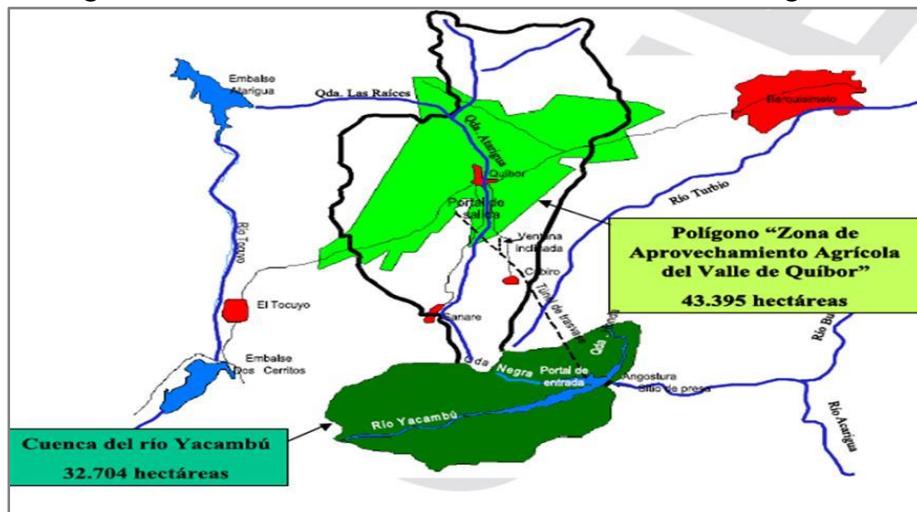 Embalse
Atarigua
Qda. Las Raíces
Qda. Atarigua
Barquisimeto
Quíbor
Portal de
salida
Río Turbio
Ventana
inclinada
Cubiro
Túnel de trasvase
Polígono “Zona de
Aprovechamiento Agrícola
del Valle de Quíbor”
43.395 hectáreas
Río Tocuyo
El Tocuyo
Sanare
Embalse
Dos Cerritos
Qda. Negra
Qda
Portal de
entrada
Angostura
Sitio de presa
Río Yacambú
Río Acarigua
Cuenca del río Yacambú
32.704 hectáreas